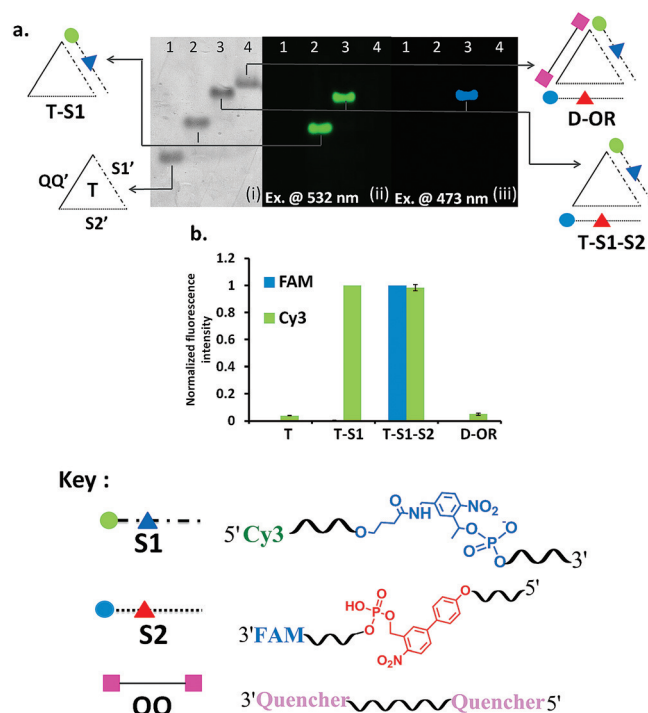 a.
1 2 3 4
1 2 3 4
1 2 3 4
T-S1
QQ'
T
S1'
S2'
(i)
Ex. @ 532 nm
(ii)
Ex. @ 473 nm
(iii)
D-OR
T-S1-S2
b.
Normalized fluorescence
intensity
1.2
1
0.8
0.6
0.4
0.2
0
FAM
Cy3
T
T-S1
T-S1-S2
D-OR
Key :
S1
5' Cy3
O
O
NH
NO2
O
O-
P
O
O
3'
S2
3'FAM
O
HO-P-O
O
O
O2N
5'
QQ
3'Quencher
Quencher5'